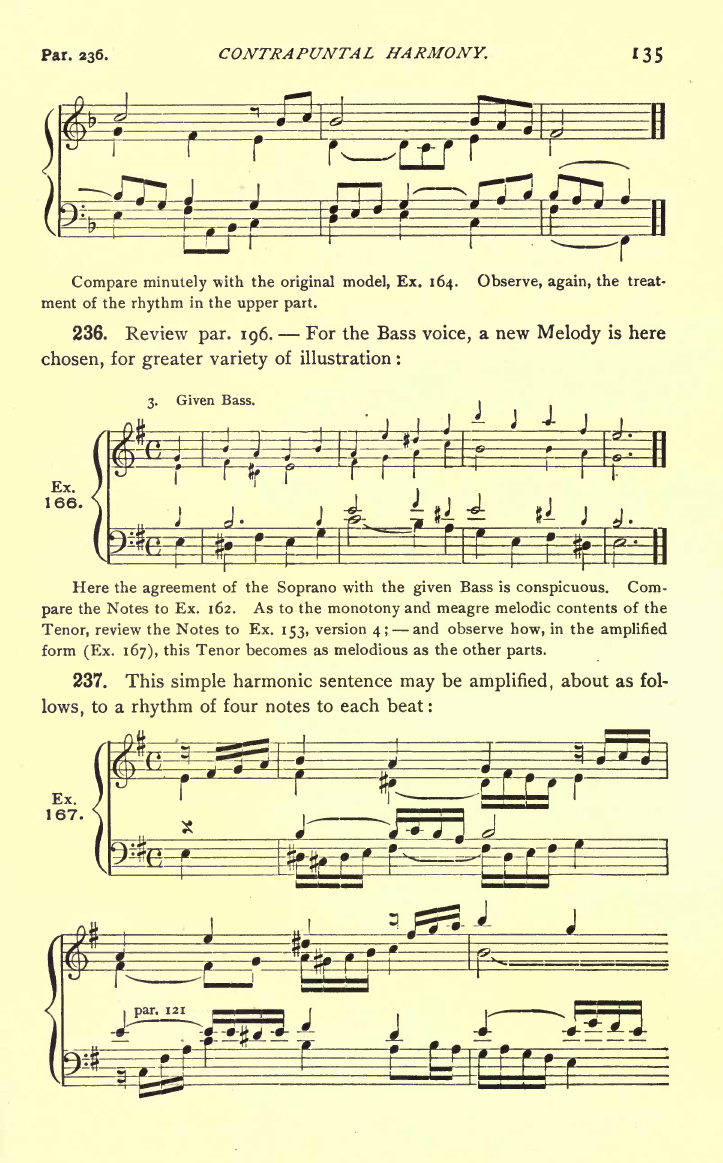 Par. 236. CONTRAPUNTAL HARMONY. 135
Compare minutely with the original model, Ex. 164. Observe, again, the treat-
ment of the rhythm in the upper part.
236. Review par. 196. — For the Bass voice, a new Melody is here
chosen, for greater variety of illustration :
3. Given Bass.
Ex.
166.
Here the agreement of the Soprano with the given Bass is conspicuous. Com-
pare the Notes to Ex. 162. As to the monotony and meagre melodic contents of the
Tenor, review the Notes to Ex. 153, version 4 ; — and observe how, in the amplified
form (Ex. 167), this Tenor becomes as melodious as the other parts.
237. This simple harmonic sentence may be amplified, about as fol-
lows, to a rhythm of four notes to each beat :
Ex.
167.
par. 121